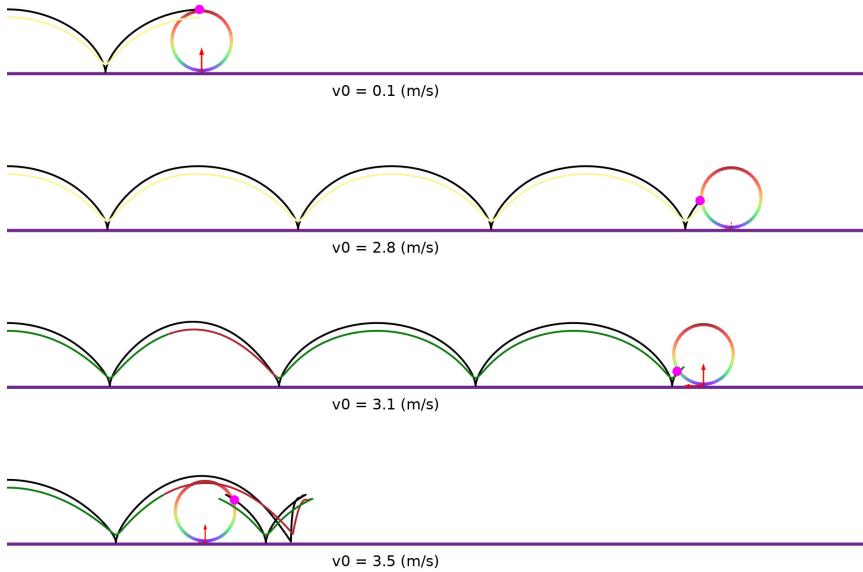 v0 = 0.1 (m/s)
v0 = 2.8 (m/s)
v0 = 3.1 (m/s)
v0 = 3.5 (m/s)